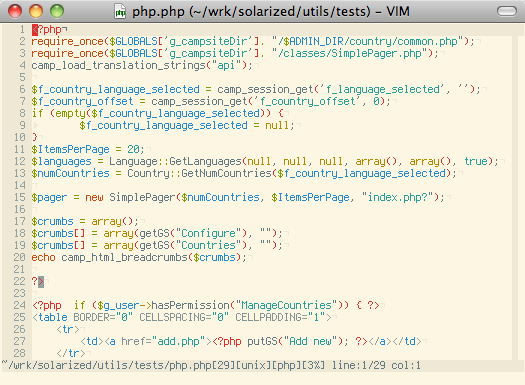 php.php (~/wrk/solarized/utils/tests) – VIM
1 <?php¬
2 require_once($GLOBALS['g_campsiteDir']. "/$ADMIN_DIR/country/common.php");¬
3 require_once($GLOBALS['g_campsiteDir']. "/classes/SimplePager.php");¬
4 camp_load_translation_strings("api");¬
5 ¬
6 $f_country_language_selected = camp_session_get('f_language_selected', '');¬
7 $f_country_offset = camp_session_get('f_country_offset', 0);¬
8 if (empty($f_country_language_selected)) {¬
9 $f_country_language_selected = null;¬
10 }¬
11 $ItemsPerPage = 20;¬
12 $languages = Language::GetLanguages(null, null, null, array(), array(), true);¬
13 $numCountries = Country::GetNumCountries($f_country_language_selected);¬
14 ¬
15 $pager = new SimplePager($numCountries, $ItemsPerPage, "index.php?");¬
16 ¬
17 $crumbs = array();¬
18 $crumbs[] = array(getGS("Configure"), "");¬
19 $crumbs[] = array(getGS("Countries"), "");¬
20 echo camp_html_breadcrumbs($crumbs);¬
21 ¬
22 ?>¬
23 ¬
24 <?php  if ($g_user->hasPermission("ManageCountries")) { ?>¬
25 <table BORDER="0" CELLSPACING="0" CELLPADDING="1">¬
26 <tr>¬
27 <td><a href="add.php"><?php putGS("Add new"); ?></a></td>¬
28 </tr>¬
~/wrk/solarized/utils/tests/php.php[29][unix][php][3%] line:1/29 col:1